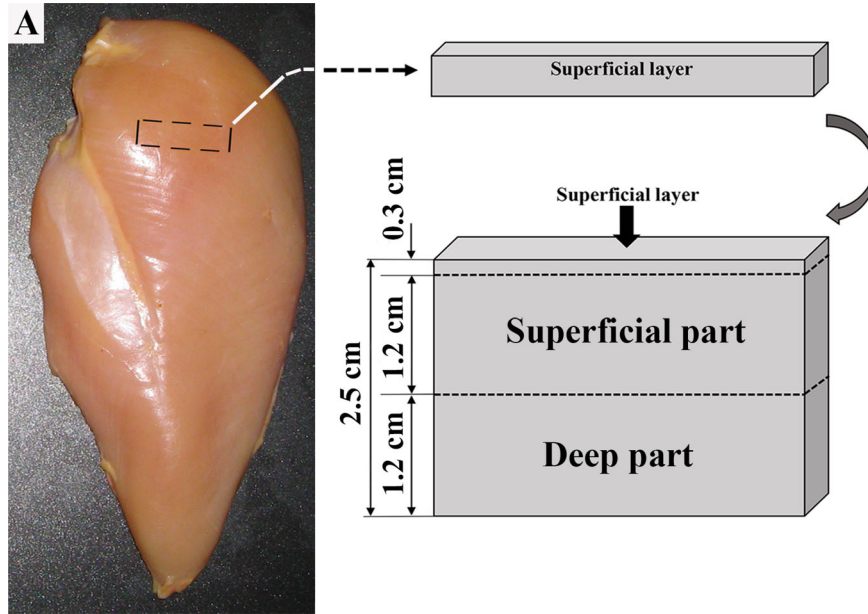 A
Superficial layer
Superficial layer
0.3 cm
1.2 cm
2.5 cm
1.2 cm
Superficial part
Deep part